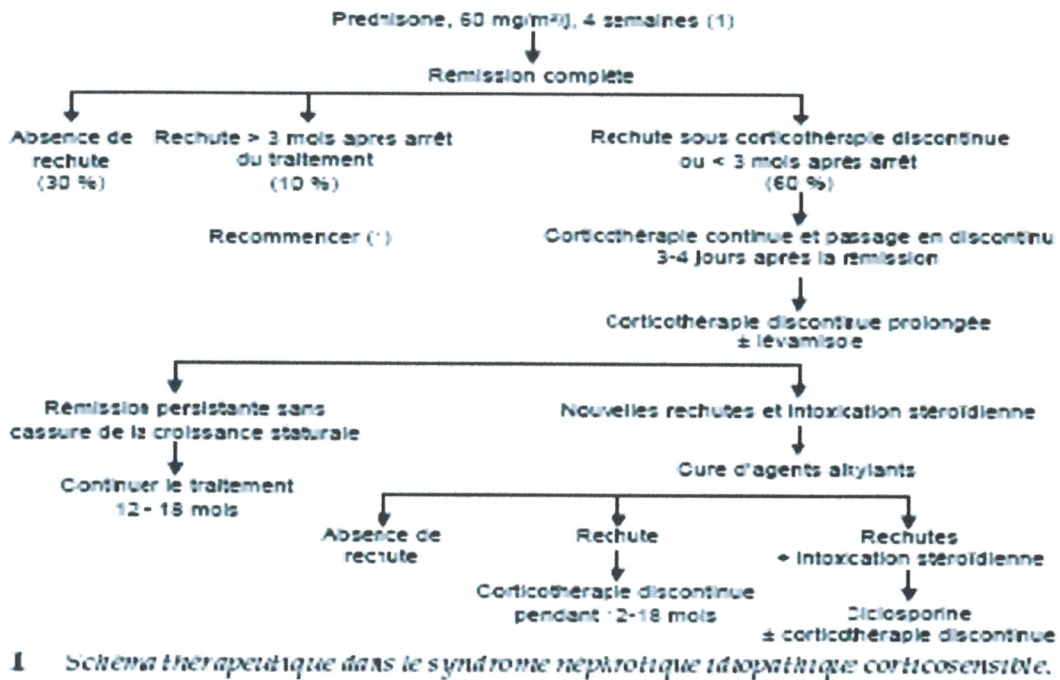 Prednisone, 60 mg/m²/j, 4 semaines (1)
Rémission complète
Absence de
rechute
(30 %)
Rechute > 3 mois après arrêt
du traitement
(10 %)
Rechute sous corticothérapie discontinue
ou < 3 mois après arrêt
(60 %)
Recommencer (1)
Corticothérapie continue et passage en discontinu
3-4 jours après la rémission
Corticothérapie discontinue prolongée
± lévamisole
Rémission persistante sans
cassure de la croissance staturale
Nouvelles rechutes et intoxication stéroïdienne
Continuer le traitement
12 - 18 mois
Cure d'agents alkylants
Absence de
rechute
Rechute
Rechutes
+ intoxication stéroïdienne
Corticothérapie discontinue
pendant 12-18 mois
Ciclosporine
± corticothérapie discontinue
1 Schéma thérapeutique dans le syndrome néphrotique idiopathique corticosensible.